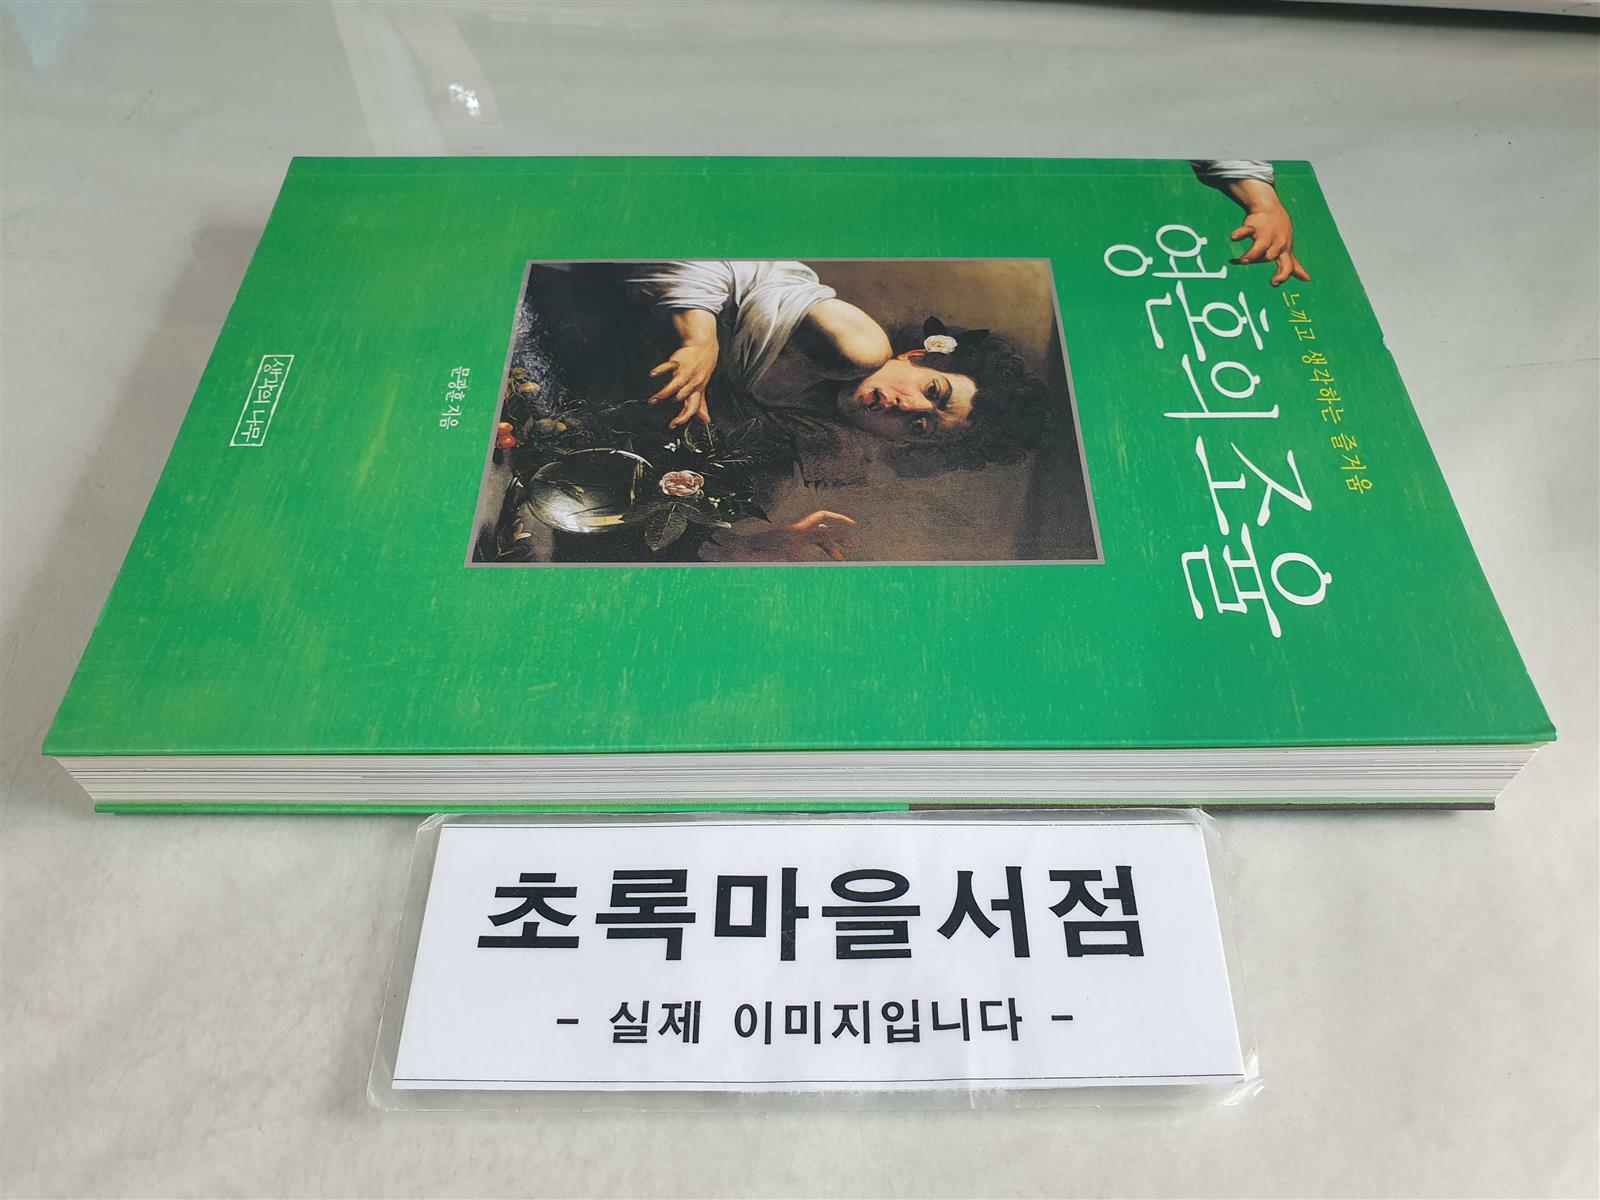 느끼고 생각하는 즐거움
영혼의 조율
문광훈 지음
생각의 나무
초록마을서점
- 실제 이미지입니다 -